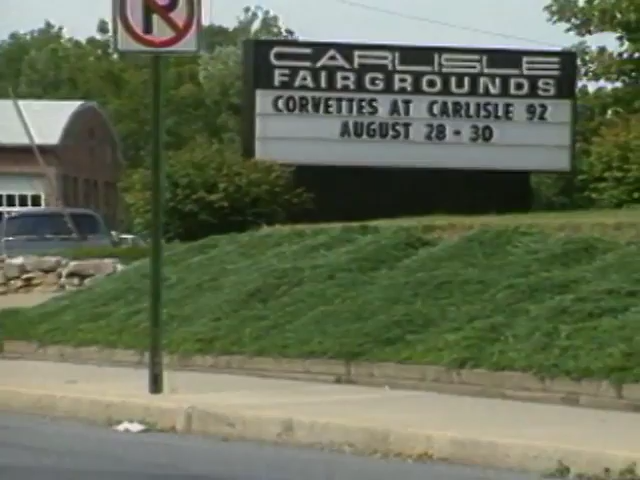 P
CARLISLE
FAIRGROUNDS
CORVETTES AT CARLISLE 92
AUGUST 28 - 30